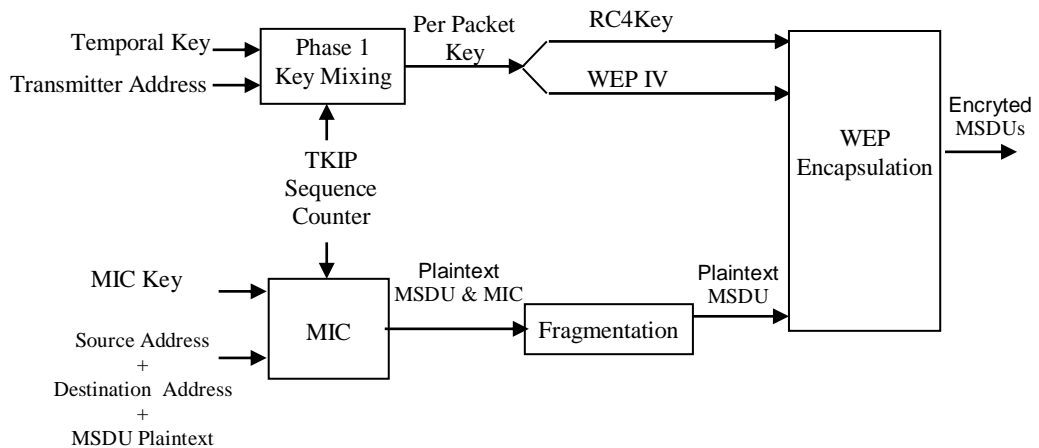 Temporal Key
Transmitter Address
Phase 1
Key Mixing
Per Packet
Key
RC4Key
WEP IV
WEP
Encapsulation
Encryted
MSDUs
TKIP
Sequence
Counter
MIC Key
Source Address
+
Destination Address
+
MSDU Plaintext
MIC
Plaintext
MSDU & MIC
Fragmentation
Plaintext
MSDU